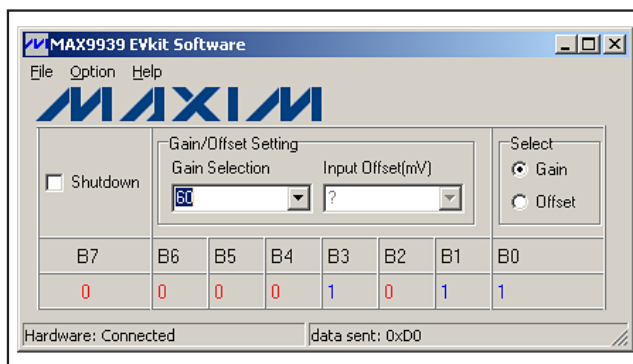 MAX9939 EVkit Software
File Option Help
MAXIM
Gain/Offset Setting
Select
Gain Selection Input Offset(mV)
Gain
Shutdown
60 ?
Offset
B7 B6 B5 B4 B3 B2 B1 B0
0 0 0 0 1 0 1 1
Hardware: Connected data sent: 0xD0